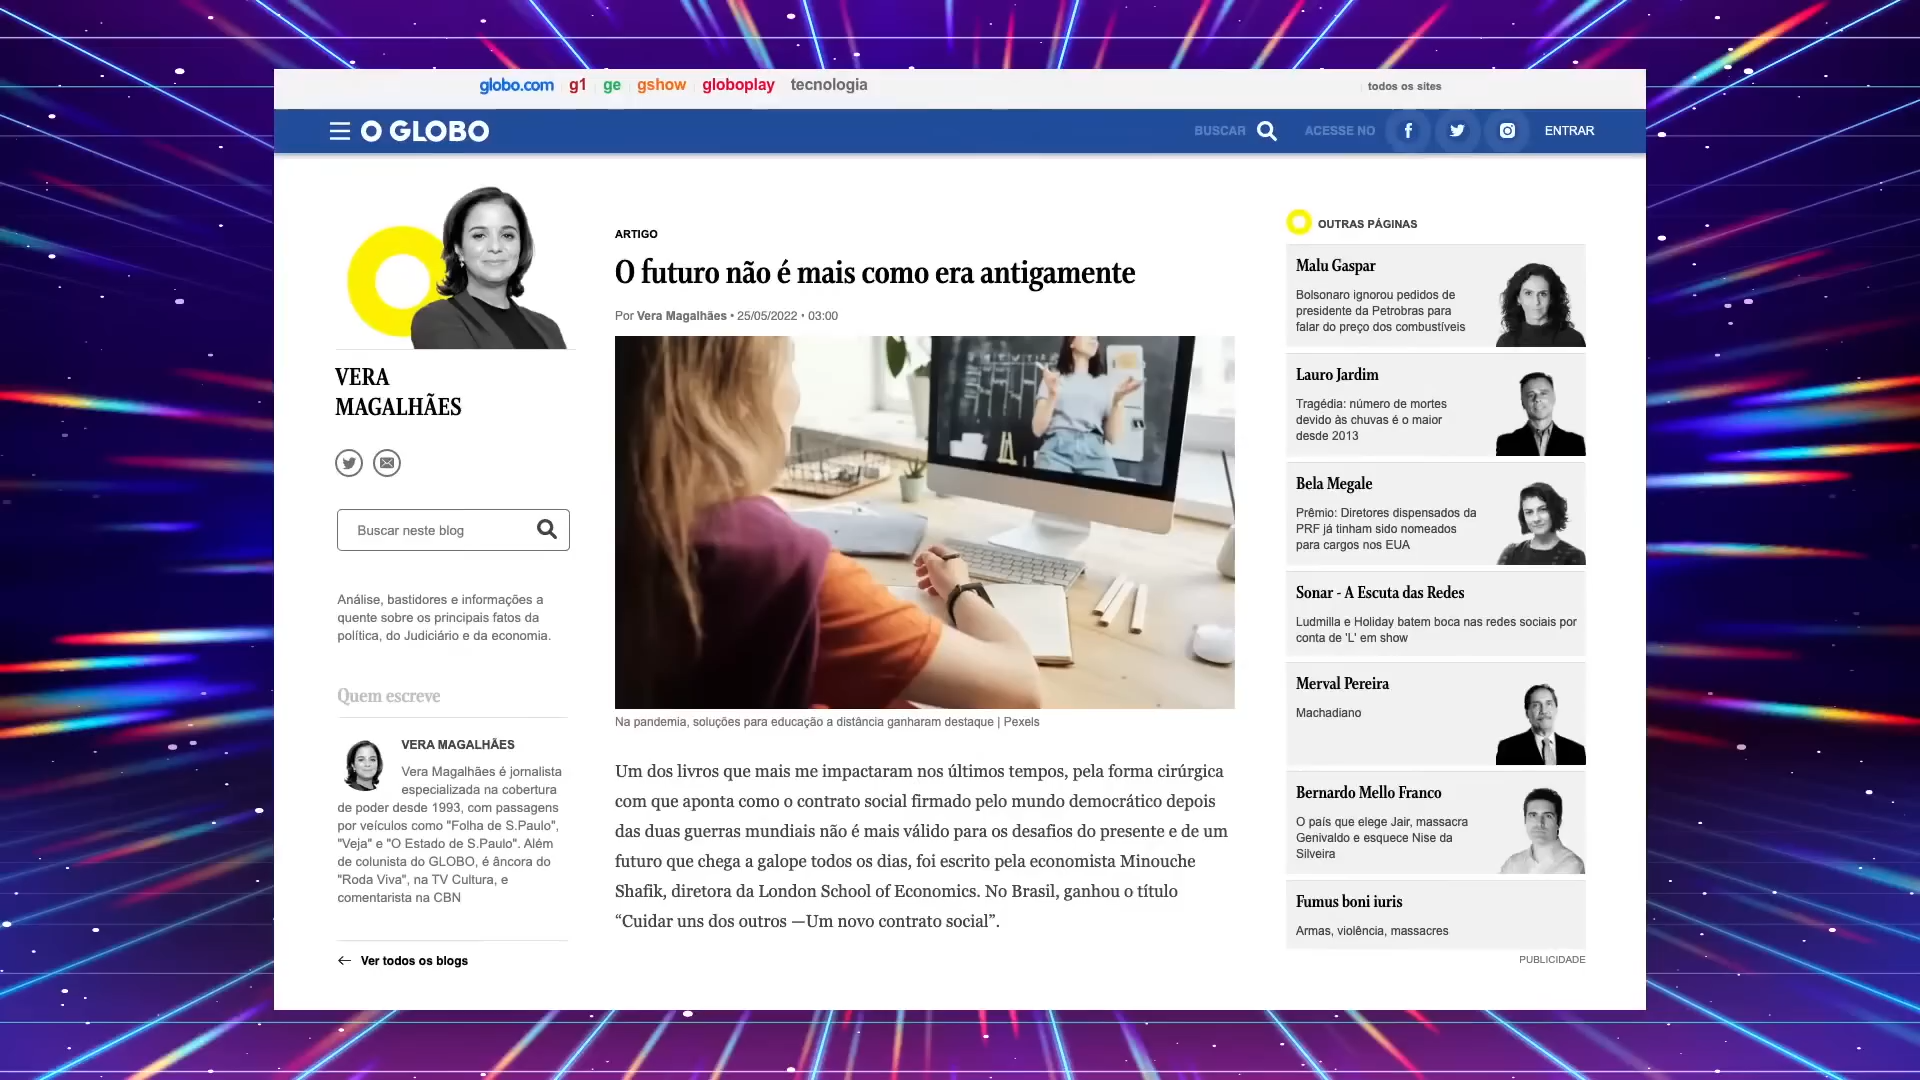 globo.com g1 ge gshow globoplay tecnologia
todos os sites
O GLOBO
BUSCAR
ACESSE NO
ENTRAR
VERA
MAGALHÃES
Buscar neste blog
Análise, bastidores e informações a
quente sobre os principais fatos da
política, do Judiciário e da economia.
Quem escreve
VERA MAGALHÃES
Vera Magalhães é jornalista
especializada na cobertura
de poder desde 1993, com passagens
por veículos como "Folha de S.Paulo",
"Veja" e "O Estado de S.Paulo". Além
de colunista do GLOBO, é âncora do
"Roda Viva", na TV Cultura, e
comentarista na CBN
Ver todos os blogs
ARTIGO
O futuro não é mais como era antigamente
Por Vera Magalhães • 25/05/2022 • 03:00
Na pandemia, soluções para educação a distância ganharam destaque | Pexels
Um dos livros que mais me impactaram nos últimos tempos, pela forma cirúrgica
com que aponta como o contrato social firmado pelo mundo democrático depois
das duas guerras mundiais não é mais válido para os desafios do presente e de um
futuro que chega a galope todos os dias, foi escrito pela economista Minouche
Shafik, diretora da London School of Economics. No Brasil, ganhou o título
“Cuidar uns dos outros —Um novo contrato social”.
OUTRAS PÁGINAS
Malu Gaspar
Bolsonaro ignorou pedidos de
presidente da Petrobras para
falar do preço dos combustíveis
Lauro Jardim
Tragédia: número de mortes
devido às chuvas é o maior
desde 2013
Bela Megale
Prêmio: Diretores dispensados da
PRF já tinham sido nomeados
para cargos nos EUA
Sonar - A Escuta das Redes
Ludmilla e Holiday batem boca nas redes sociais por
conta de 'L' em show
Merval Pereira
Machadiano
Bernardo Mello Franco
O país que elege Jair, massacra
Genivaldo e esquece Nise da
Silveira
Fumus boni iuris
Armas, violência, massacres
PUBLICIDADE